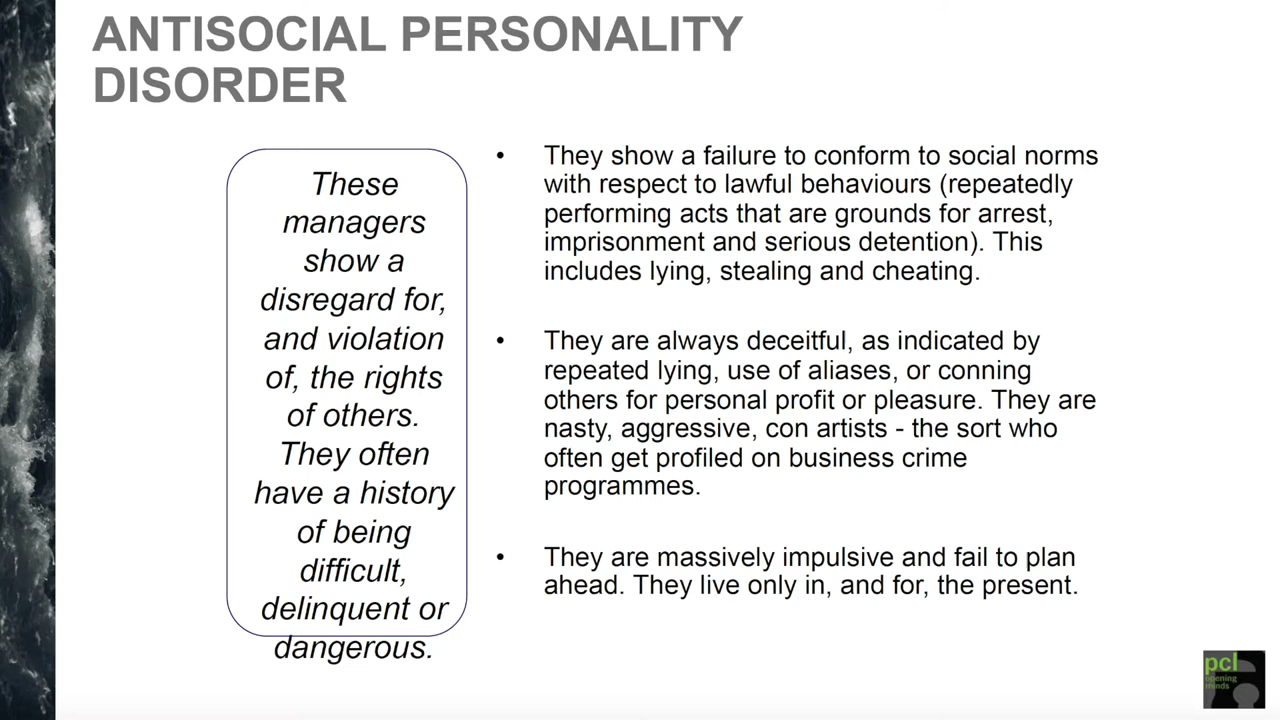 ANTISOCIAL PERSONALITY
DISORDER
These
managers
show a
disregard for,
and violation
of, the rights
of others.
They often
have a history
of being
difficult,
delinquent or
dangerous.
• They show a failure to conform to social norms
with respect to lawful behaviours (repeatedly
performing acts that are grounds for arrest,
imprisonment and serious detention). This
includes lying, stealing and cheating.
• They are always deceitful, as indicated by
repeated lying, use of aliases, or conning
others for personal profit or pleasure. They are
nasty, aggressive, con artists - the sort who
often get profiled on business crime
programmes.
• They are massively impulsive and fail to plan
ahead. They live only in, and for, the present.
pcl
opening
minds